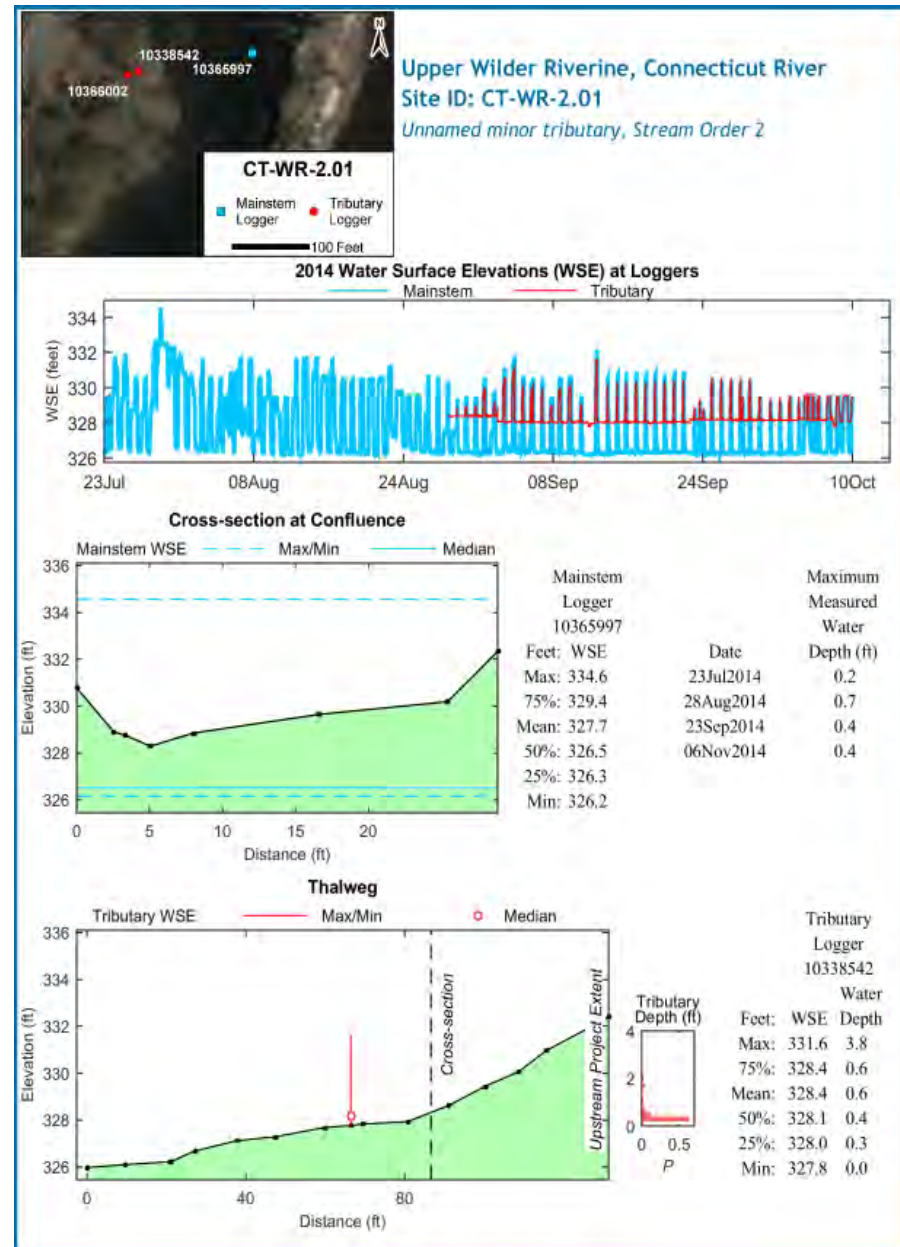 N
10338542
10365997
10366002
CT-WR-2.01
Mainstem Logger
Tributary Logger
100 Feet
Upper Wilder Riverine, Connecticut River
Site ID: CT-WR-2.01
Unnamed minor tributary, Stream Order 2
2014 Water Surface Elevations (WSE) at Loggers
Mainstem Tributary
WSE (feet)
334
332
330
328
326
23Jul 08Aug 24Aug 08Sep 24Sep 10Oct
Cross-section at Confluence
Mainstem WSE Max/Min Median
Elevation (ft)
336
334
332
330
328
326
0 5 10 15 20
Distance (ft)
Mainstem
Logger
10365997
Feet: WSE
Max: 334.6
75%: 329.4
Mean: 327.7
50%: 326.5
25%: 326.3
Min: 326.2
Maximum
Measured
Water
Date Depth (ft)
23Jul2014 0.2
28Aug2014 0.7
23Sep2014 0.4
06Nov2014 0.4
Thalweg
Tributary WSE Max/Min Median
Elevation (ft)
336
334
332
330
328
326
0 40 80
Distance (ft)
Cross-section
Upstream Project Extent
Tributary
Depth (ft)
4
2
0
0 0.5
P
Tributary
Logger
10338542
Water
Feet: WSE Depth
Max: 331.6 3.8
75%: 328.4 0.6
Mean: 328.4 0.6
50%: 328.1 0.4
25%: 328.0 0.3
Min: 327.8 0.0